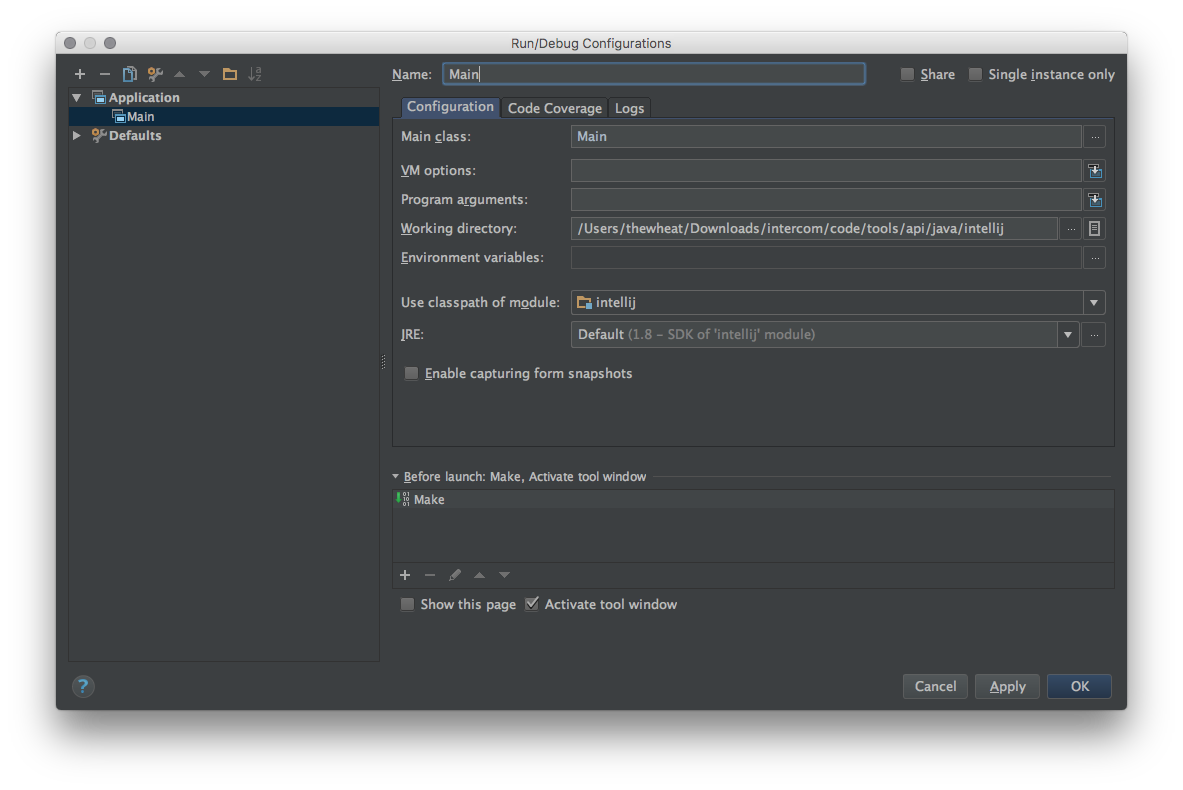 Run/Debug Configurations
Name: Main
Share
Single instance only
Application
Main
Defaults
Configuration Code Coverage Logs
Main class: Main ...
VM options:
Program arguments:
Working directory: /Users/thewheat/Downloads/intercom/code/tools/api/java/intellij ...
Environment variables: ...
Use classpath of module: intellij
JRE: Default (1.8 – SDK of 'intellij' module) ...
Enable capturing form snapshots
Before launch: Make, Activate tool window
Make
Show this page Activate tool window
? Cancel Apply OK